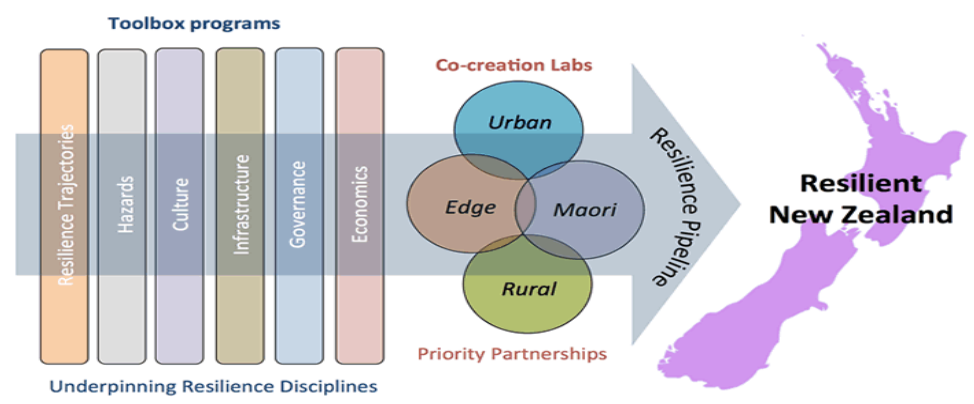 Toolbox programs
Resilience Trajectories
Hazards
Culture
Infrastructure
Governance
Economics
Underpinning Resilience Disciplines
Co-creation Labs
Urban
Edge
Maori
Rural
Priority Partnerships
Resilience Pipeline
Resilient
New Zealand